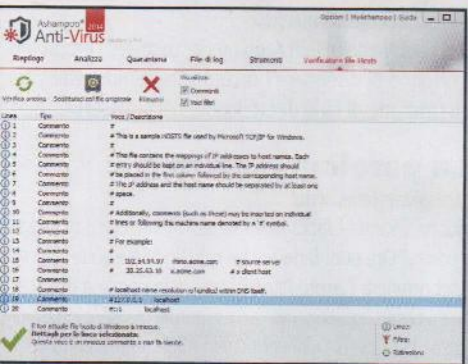 Ashampoo® 2014
Anti-Virus
Opzioni | MyAshampoo | Guida
Riepilogo Analizza Quarantena File di log Strumenti Verificatore file Hosts
Verifica ancora Sostituisci col file originale Rimuovi
Visualizza:
Commenti
Voci filtri
Linea Tipo Voce / Descrizione
1 Commento #
2 Commento # This is a sample HOSTS file used by Microsoft TCP/IP for Windows.
3 Commento #
4 Commento # This file contains the mappings of IP addresses to host names. Each
5 Commento # entry should be kept on an individual line. The IP address should
6 Commento # be placed in the first column followed by the corresponding host name.
7 Commento # The IP address and the host name should be separated by at least one
8 Commento # space.
9 Commento #
10 Commento # Additionally, comments (such as these) may be inserted on individual
11 Commento # lines or following the machine name denoted by a '#' symbol.
12 Commento #
13 Commento # For example:
14 Commento #
15 Commento # 102.54.94.97 rhino.acme.com # source server
16 Commento # 38.25.63.10 x.acme.com # x client host
17 Commento
18 Commento # localhost name resolution is handled within DNS itself.
19 Commento # 127.0.0.1 localhost
20 Commento # ::1 localhost
Il tuo attuale file hosts di Windows è innocuo.
Dettagli per la linea selezionata:
Questa voce è un innocuo commento o non fa niente.
Linea
Filtro